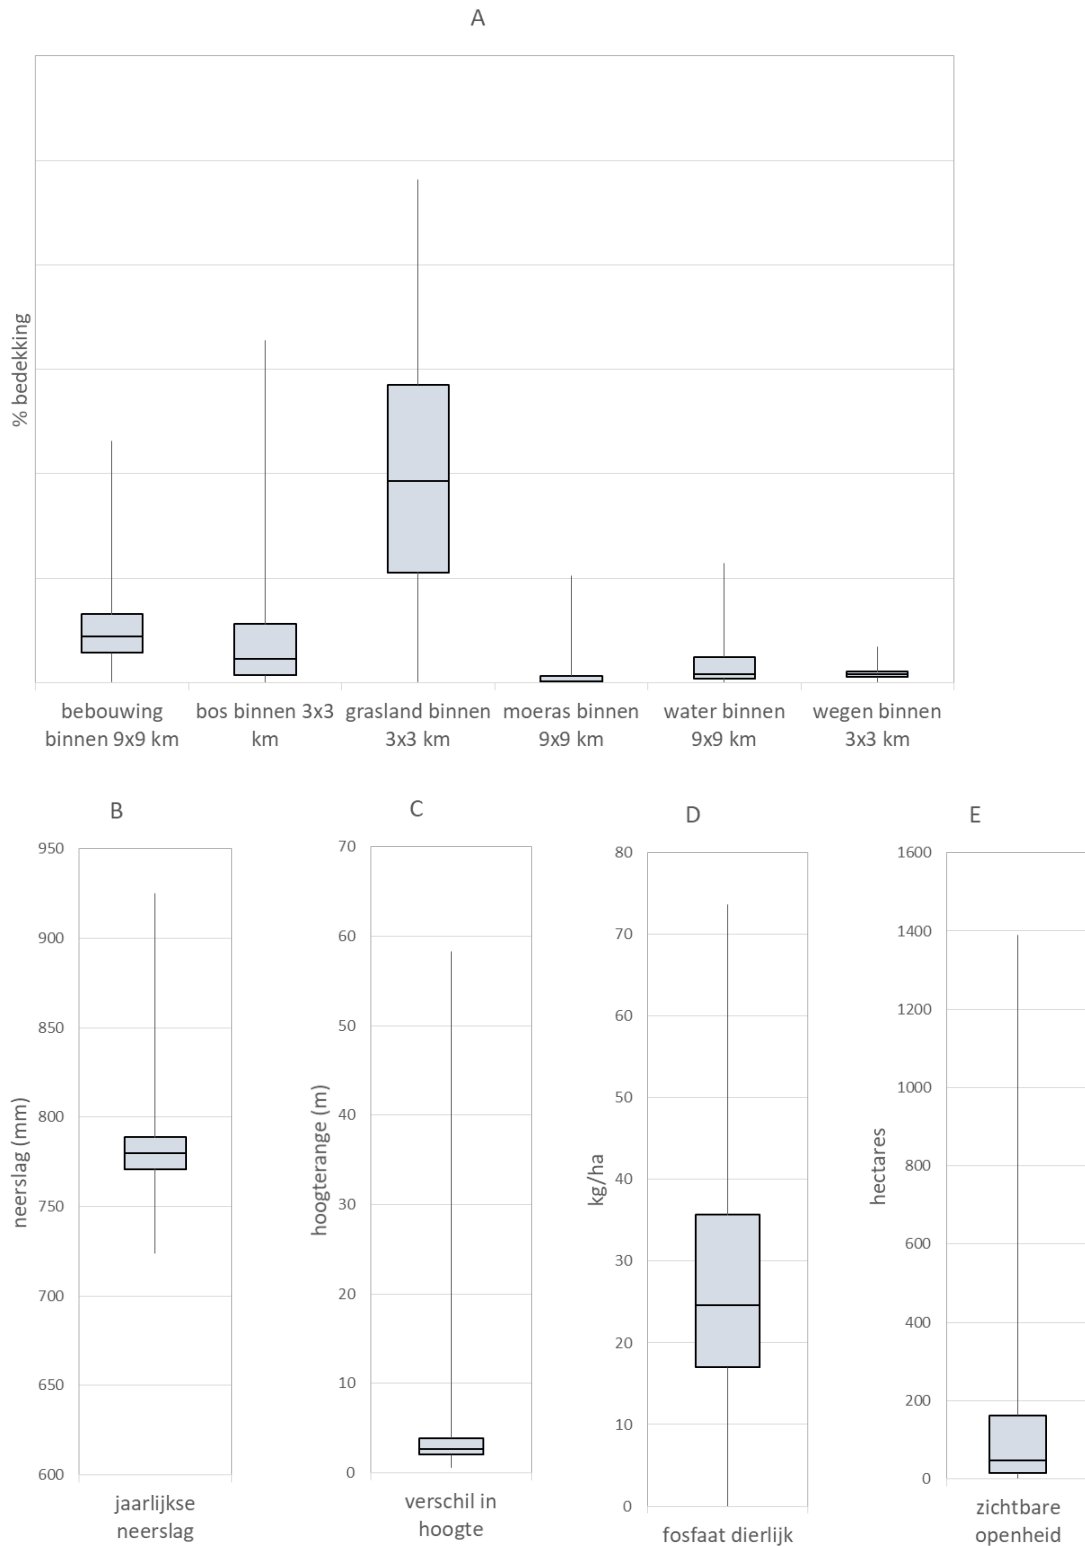 A
% bedekking
bebouwing
binnen 9x9 km
bos binnen 3x3
km
grasland binnen
3x3 km
moeras binnen
9x9 km
water binnen
9x9 km
wegen binnen
3x3 km
B
950
900
850
800
750
700
650
600
neerslag (mm)
jaarlijkse
neerslag
C
70
60
50
40
30
20
10
0
hoogterange (m)
verschil in
hoogte
D
80
70
60
50
40
30
20
10
0
kg/ha
fosfaat dierlijk
E
1600
1400
1200
1000
800
600
400
200
0
hectares
zichtbare
openheid